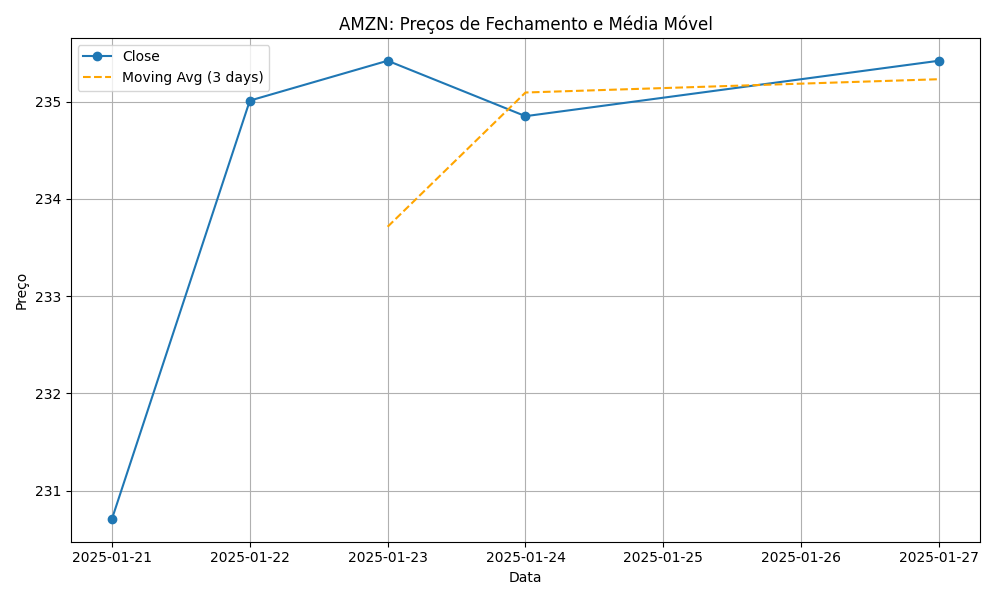 AMZN: Preços de Fechamento e Média Móvel
Close
Moving Avg (3 days)
Preço
235
234
233
232
231
2025-01-21 2025-01-22 2025-01-23 2025-01-24 2025-01-25 2025-01-26 2025-01-27
Data